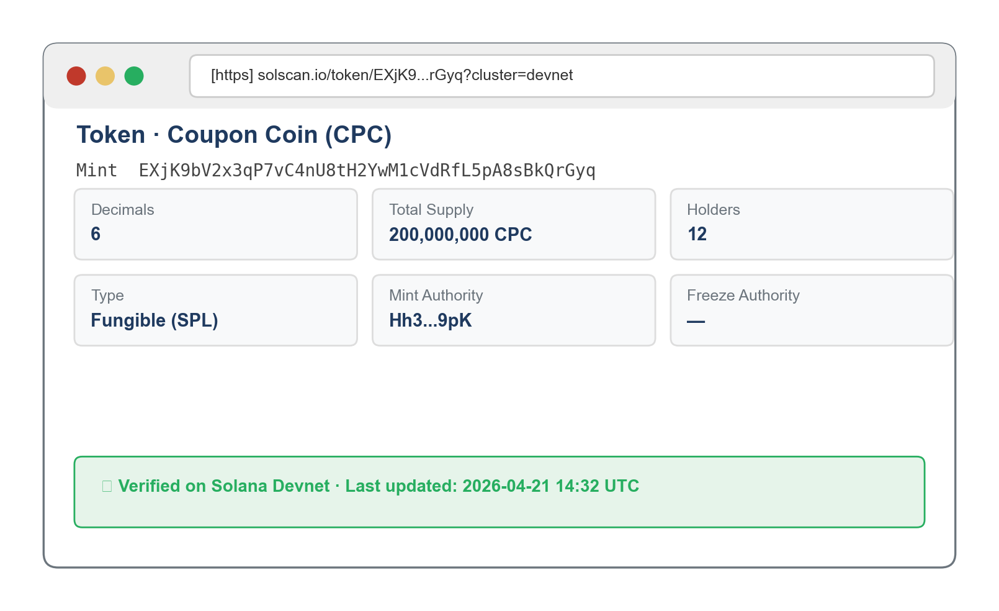 [https] solscan.io/token/EXjK9...rGyq?cluster=devnet
Token · Coupon Coin (CPC)
Mint  EXjK9bV2x3qP7vC4nU8tH2YwM1cVdRfL5pA8sBkQrGyq
Decimals
6
Total Supply
200,000,000 CPC
Holders
12
Type
Fungible (SPL)
Mint Authority
Hh3...9pK
Freeze Authority
—
Verified on Solana Devnet · Last updated: 2026-04-21 14:32 UTC